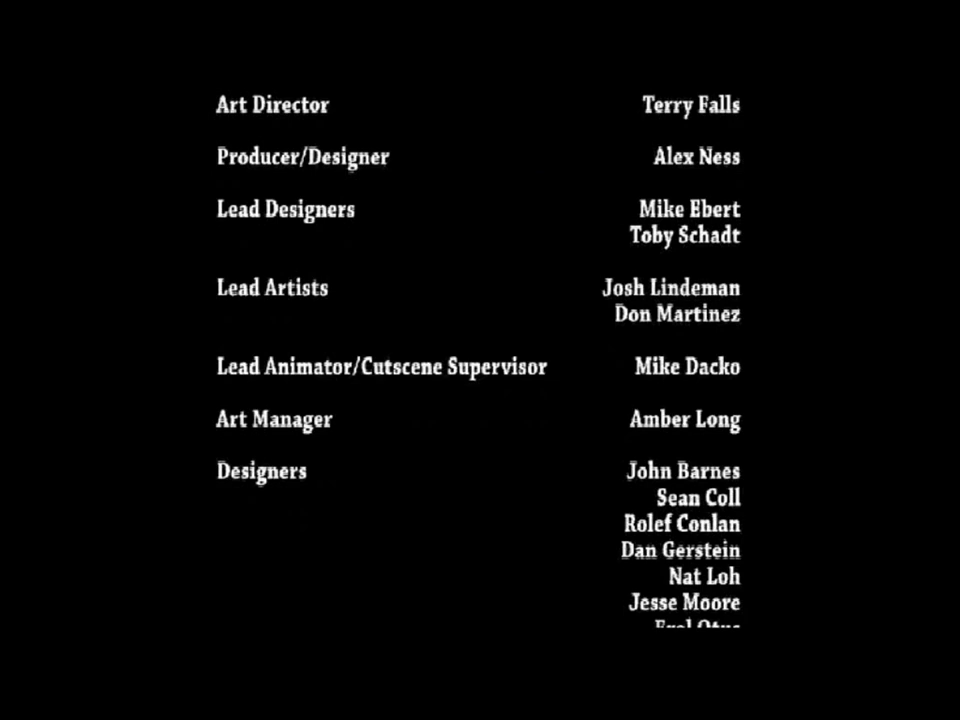 Art Director Terry Falls
Producer/Designer Alex Ness
Lead Designers Mike Ebert
Toby Schadt
Lead Artists Josh Lindeman
Don Martinez
Lead Animator/Cutscene Supervisor Mike Dacko
Art Manager Amber Long
Designers John Barnes
Sean Coll
Rolef Conlan
Dan Gerstein
Nat Loh
Jesse Moore